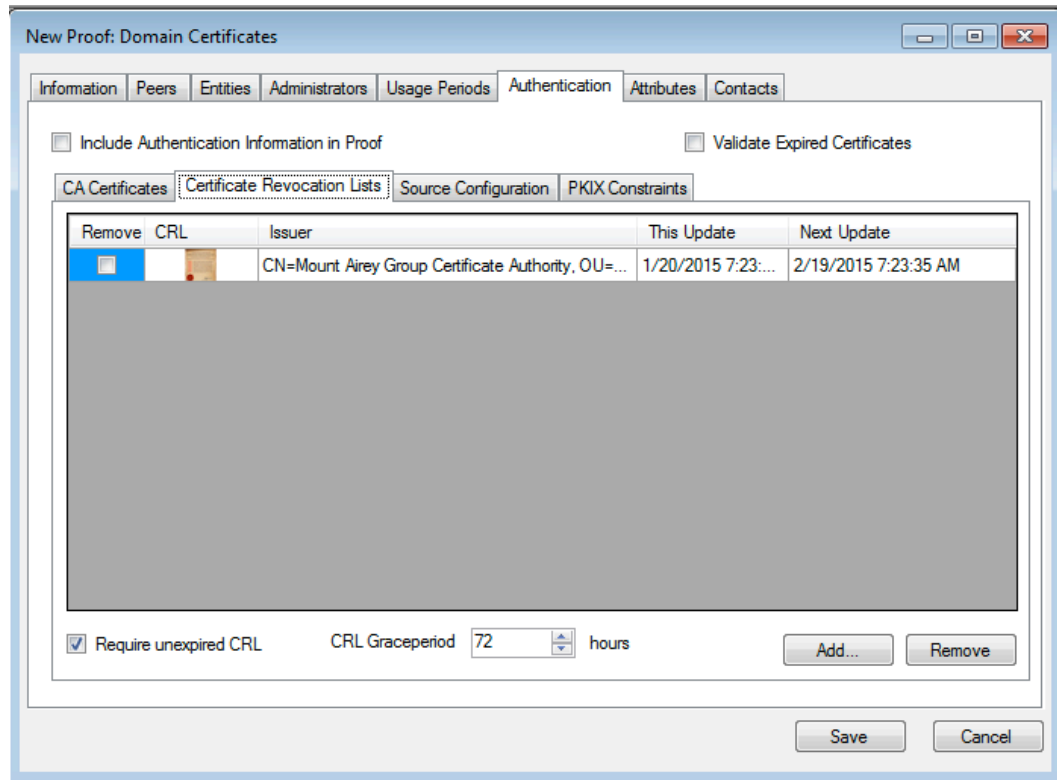 New Proof: Domain Certificates
Information Peers Entities Administrators Usage Periods Authentication Attributes Contacts
Include Authentication Information in Proof Validate Expired Certificates
CA Certificates Certificate Revocation Lists Source Configuration PKIX Constraints
Remove CRL Issuer This Update Next Update
CN=Mount Airey Group Certificate Authority, OU=... 1/20/2015 7:23:... 2/19/2015 7:23:35 AM
Require unexpired CRL CRL Graceperiod 72 hours Add... Remove
Save Cancel